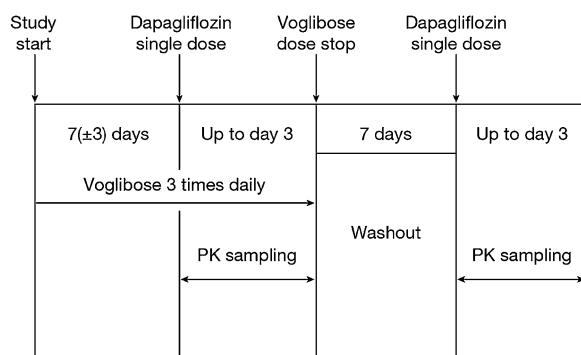 Study
start
Dapagliflozin
single dose
Voglibose
dose stop
Dapagliflozin
single dose
7(±3) days
Up to day 3
7 days
Up to day 3
Voglibose 3 times daily
Washout
PK sampling
PK sampling